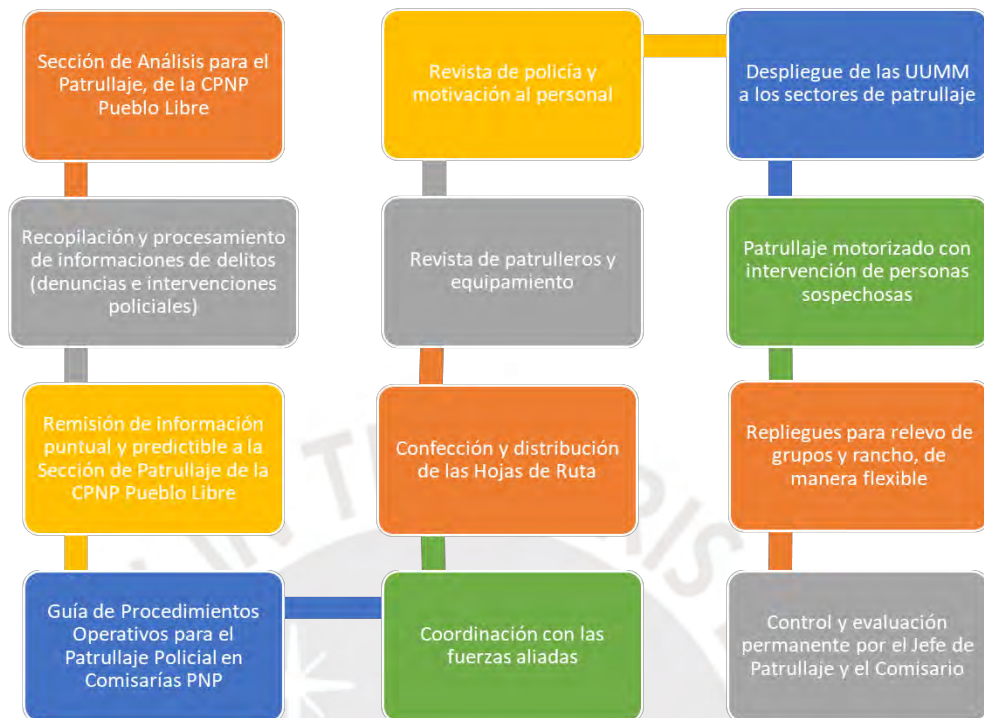 Sección de Análisis para el
Patrullaje, de la CPNP
Pueblo Libre
Recopilación y procesamiento
de informaciones de delitos
(denuncias e intervenciones
policiales)
Remisión de información
puntual y predictible a la
Sección de Patrullaje de la
CPNP Pueblo Libre
Guía de Procedimientos
Operativos para el
Patrullaje Policial en
Comisarías PNP
Coordinación con las
fuerzas aliadas
Confección y distribución
de las Hojas de Ruta
Revista de patrulleros y
equipamiento
Revista de policía y
motivación al personal
Despliegue de las UUMM
a los sectores de patrullaje
Patrullaje motorizado con
intervención de personas
sospechosas
Repliegues para relevo de
grupos y rancho, de
manera flexible
Control y evaluación
permanente por el Jefe de
Patrullaje y el Comisario